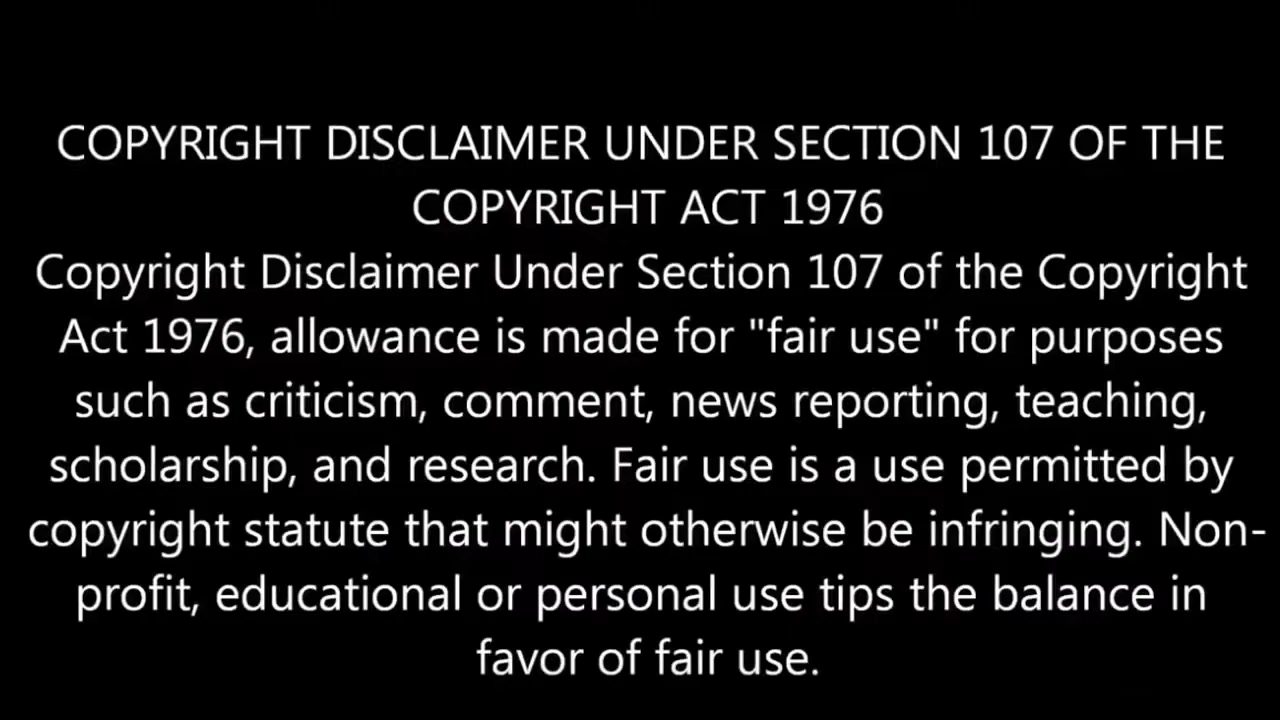 COPYRIGHT DISCLAIMER UNDER SECTION 107 OF THE
COPYRIGHT ACT 1976
Copyright Disclaimer Under Section 107 of the Copyright
Act 1976, allowance is made for "fair use" for purposes
such as criticism, comment, news reporting, teaching,
scholarship, and research. Fair use is a use permitted by
copyright statute that might otherwise be infringing. Non-
profit, educational or personal use tips the balance in
favor of fair use.